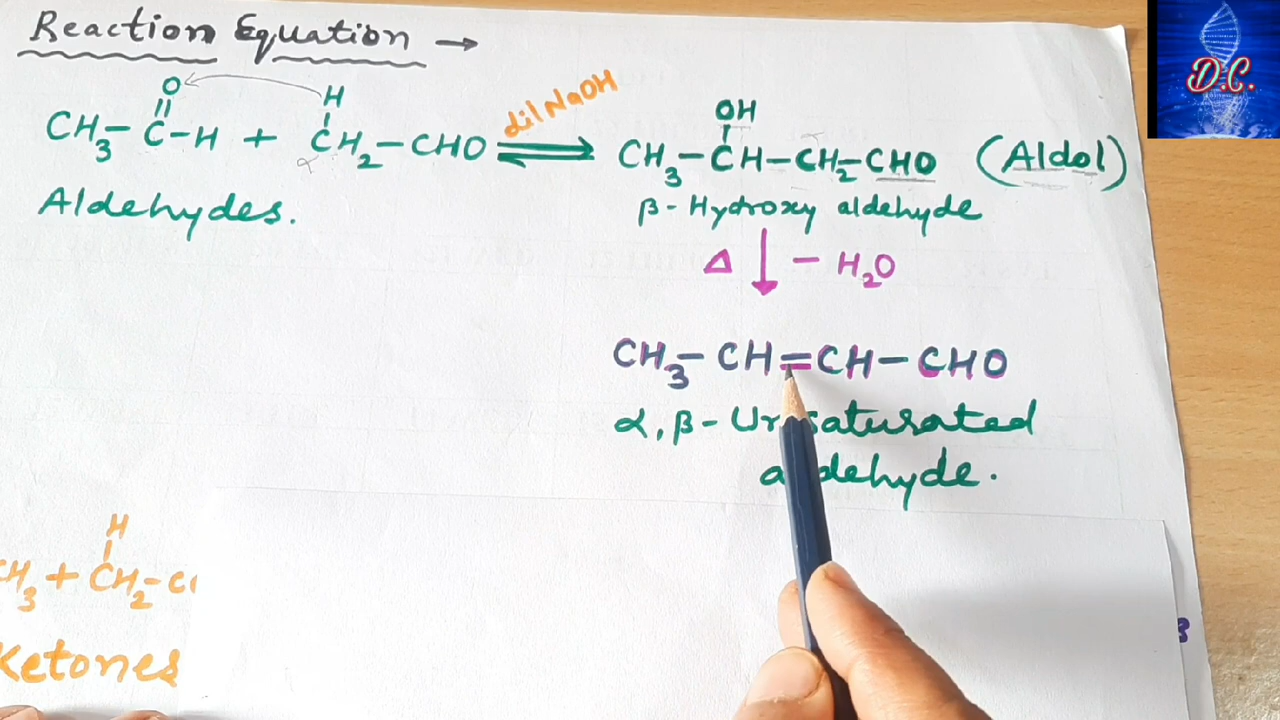 Reaction Equation →
D.C.
O H OH
|| | dil NaOH |
CH₃–C–H + CH₂–CHO ⇌ CH₃–CH–CH₂–CHO (Aldol)
α
Aldehydes. β-Hydroxy aldehyde
Δ ↓ – H₂O
CH₃–CH=CH–CHO
α, β-
aldehyde.
H
|
+ CH₂–
Ketones